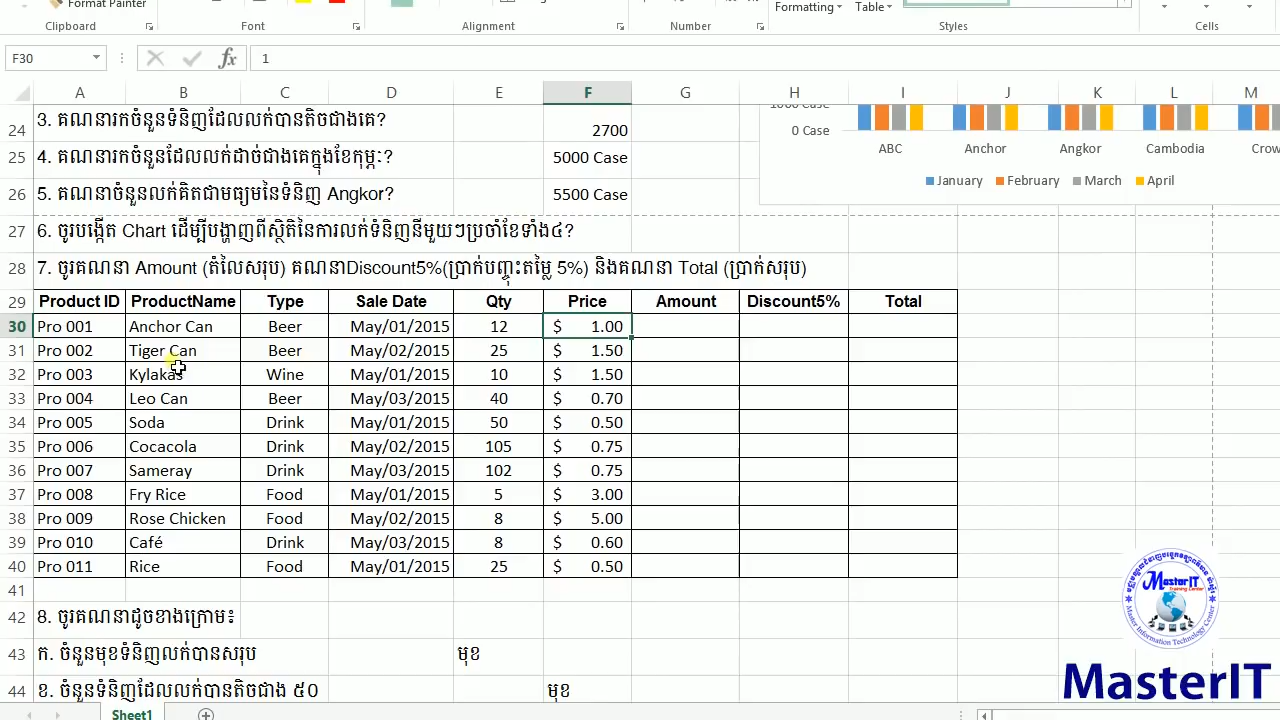 Format Painter
Formatting
Table
Clipboard
Font
Alignment
Number
Styles
Cells
F30
fx
1
A B C D E F G H I J K L M
24 3. គណនារកចំនួនទំនិញដែលលក់បានតិចជាងគេ? 2700
25 4. គណនារកចំនួនដែលលក់ដាច់ជាងគេក្នុងខែកុម្ភៈ? 5000 Case
26 5. គណនាចំនួនលក់គិតជាមធ្យមនៃទំនិញ Angkor? 5500 Case
0 Case
ABC Anchor Angkor Cambodia Crow
January February March April
27 6. ចូរបង្កើត Chart ដើម្បីបង្ហាញពីស្ថិតិនៃការលក់ទំនិញនីមួយៗប្រចាំខែទាំង៤?
28 7. ចូរគណនា Amount (តំលៃសរុប) គណនាDiscount5%(ប្រាក់បញ្ចុះតម្លៃ 5%) និងគណនា Total (ប្រាក់សរុប)
29 Product ID ProductName Type Sale Date Qty Price Amount Discount5% Total
30 Pro 001 Anchor Can Beer May/01/2015 12 $ 1.00
31 Pro 002 Tiger Can Beer May/02/2015 25 $ 1.50
32 Pro 003 Kylakas Wine May/01/2015 10 $ 1.50
33 Pro 004 Leo Can Beer May/03/2015 40 $ 0.70
34 Pro 005 Soda Drink May/01/2015 50 $ 0.50
35 Pro 006 Cocacola Drink May/02/2015 105 $ 0.75
36 Pro 007 Sameray Drink May/03/2015 102 $ 0.75
37 Pro 008 Fry Rice Food May/01/2015 5 $ 3.00
38 Pro 009 Rose Chicken Food May/02/2015 8 $ 5.00
39 Pro 010 Café Drink May/03/2015 8 $ 0.60
40 Pro 011 Rice Food May/01/2015 25 $ 0.50
41
42 8. ចូរគណនាដូចខាងក្រោម៖
43 ក. ចំនួនមុខទំនិញលក់បានសរុប មុខ
44 ខ. ចំនួនទំនិញដែលលក់បានតិចជាង ៥០ មុខ
MasterIT
Training Center
Master Information Technology Center
MasterIT
Sheet1